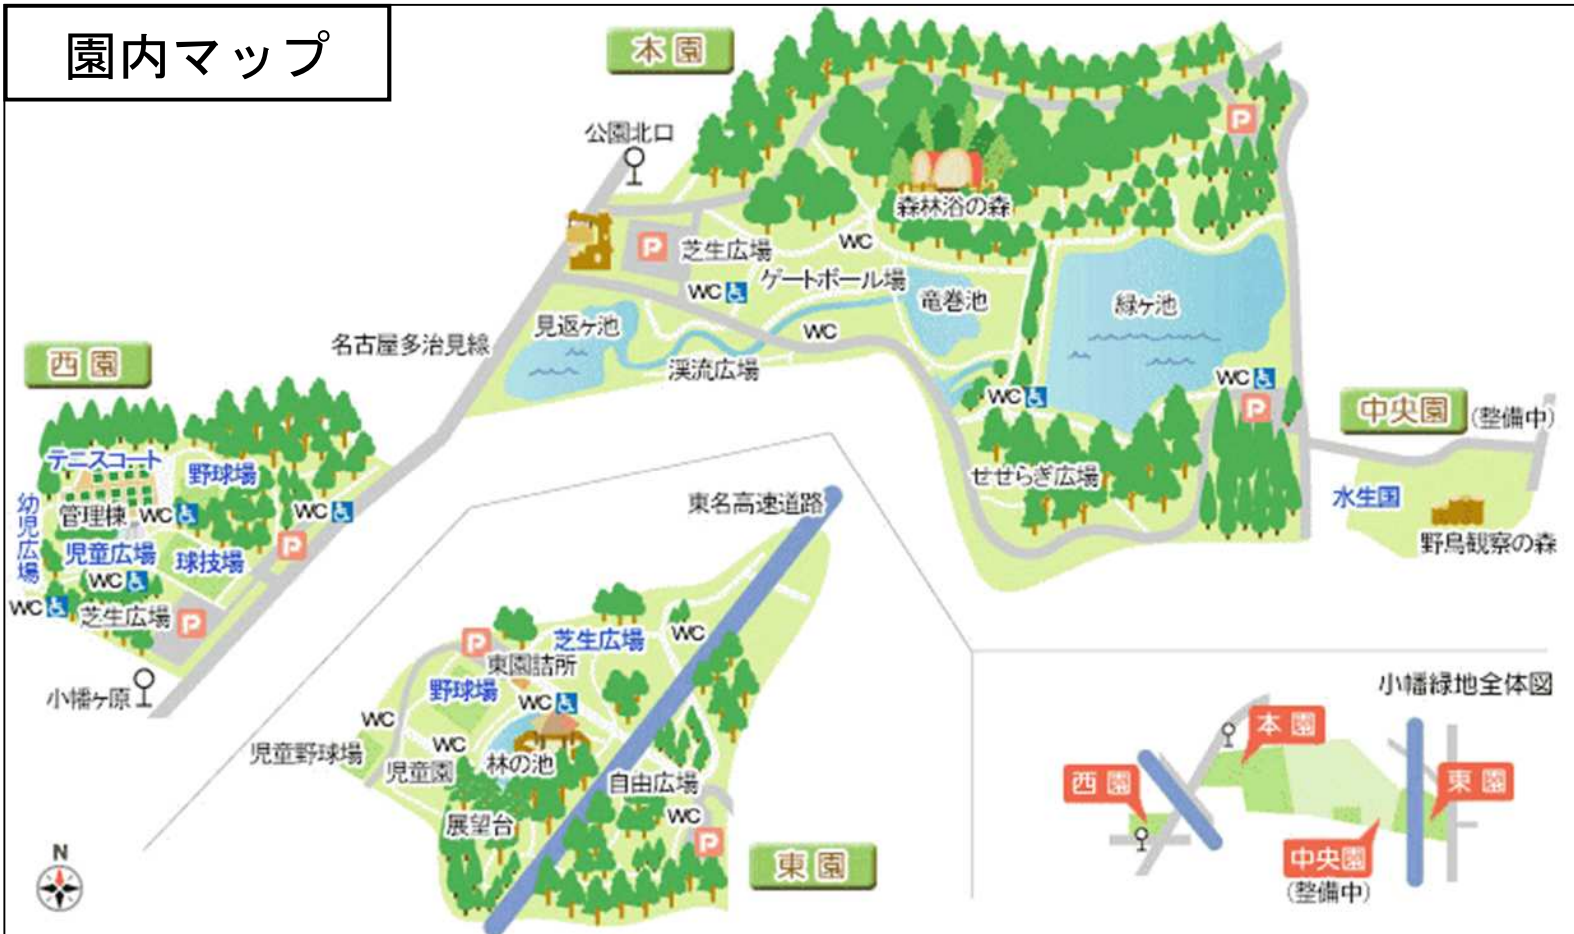 園内マップ
本園
公園北口
P
森林浴の森
P
芝生広場
WC
ゲートボール場
WC
竜巻池
緑ヶ池
見返ヶ池
WC
名古屋多治見線
渓流広場
WC
WC
P
せせらぎ広場
中央園
(整備中)
水生国
野鳥観察の森
西園
テニスコート
野球場
幼児広場
管理棟
WC
WC
P
児童広場
球技場
WC
WC
芝生広場
P
小幡ヶ原
東名高速道路
P
芝生広場
WC
東園詰所
野球場
WC
WC
WC
児童野球場
児童園
林の池
自由広場
展望台
WC
P
東園
N
小幡緑地全体図
本園
西園
東園
中央園
(整備中)